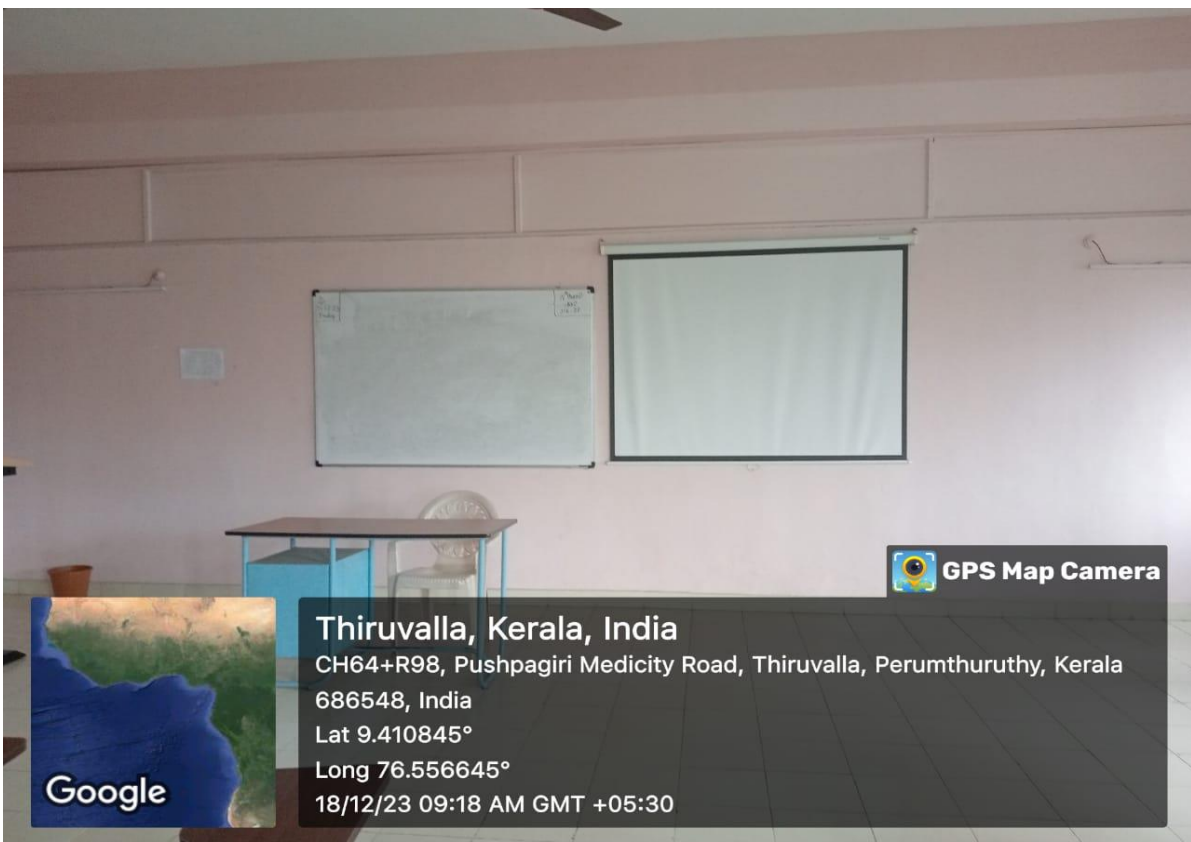 GPS Map Camera
Thiruvalla, Kerala, India
CH64+R98, Pushpagiri Medicity Road, Thiruvalla, Perumthuruthy, Kerala
686548, India
Lat 9.410845°
Long 76.556645°
18/12/23 09:18 AM GMT +05:30
Google